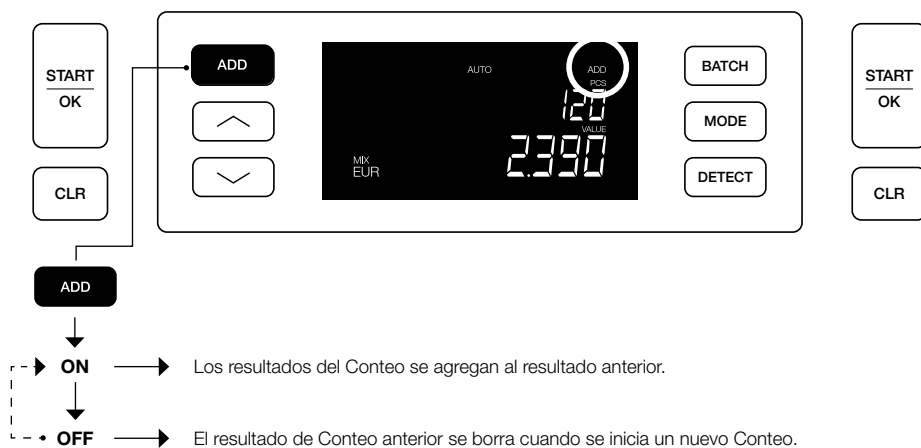 START
OK
CLR
ADD
AUTO
ADD
PCS
120
VALUE
2.390
MIX
EUR
BATCH
MODE
DETECT
START
OK
CLR
ADD
ON
Los resultados del Conteo se agregan al resultado anterior.
OFF
El resultado de Conteo anterior se borra cuando se inicia un nuevo Conteo.